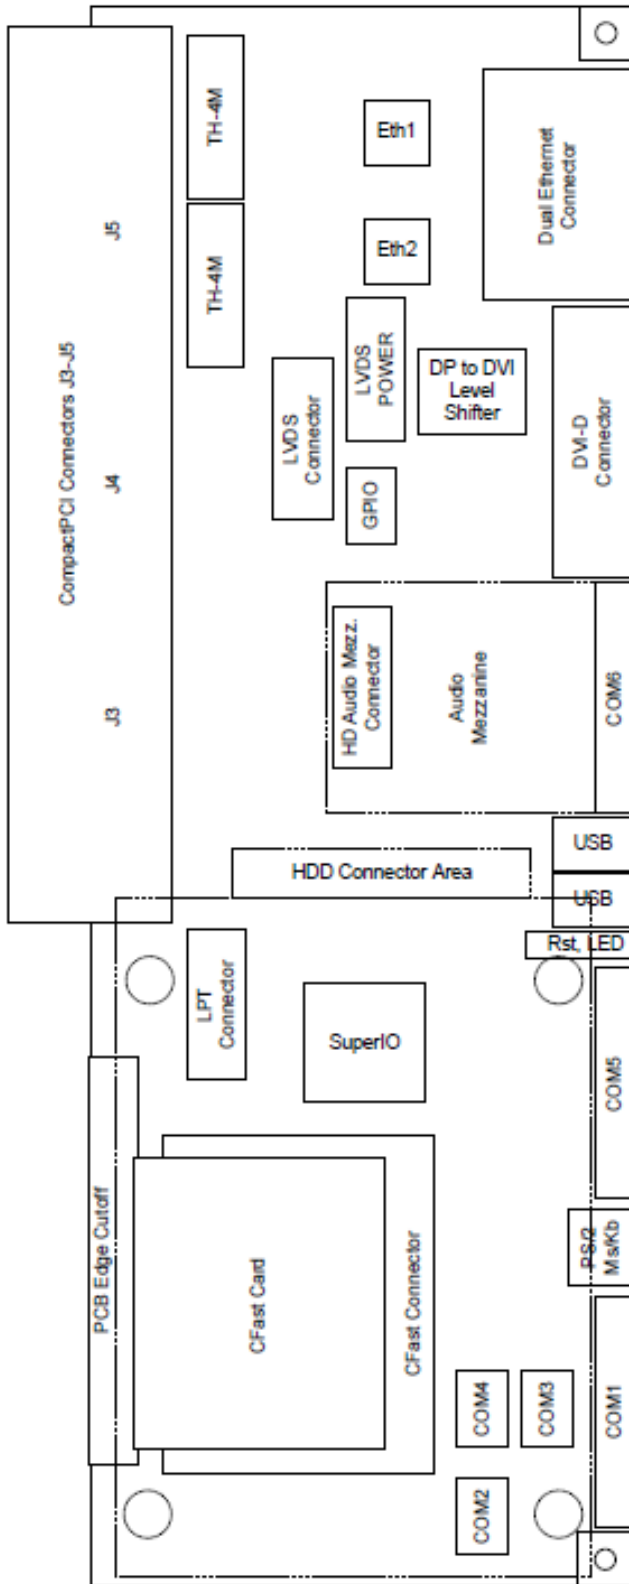 TH-4M
Eth1
Dual Ethernet
Connector
J5
TH-4M
Eth2
CompactPCI Connectors J3-J5
LVDS
POWER
DP to DVI
Level
Shifter
LVDS
Connector
DVI-D
Connector
J4
GPIO
HD Audio Mezz.
Connector
Audio
Mezzanine
COM6
J3
USB
HDD Connector Area
USB
Rst, LED
LPT
Connector
SuperIO
COM5
PCB Edge Cutoff
PS/2
Ms/Kb
CFast Card
CFast Connector
COM4
COM3
COM1
COM2